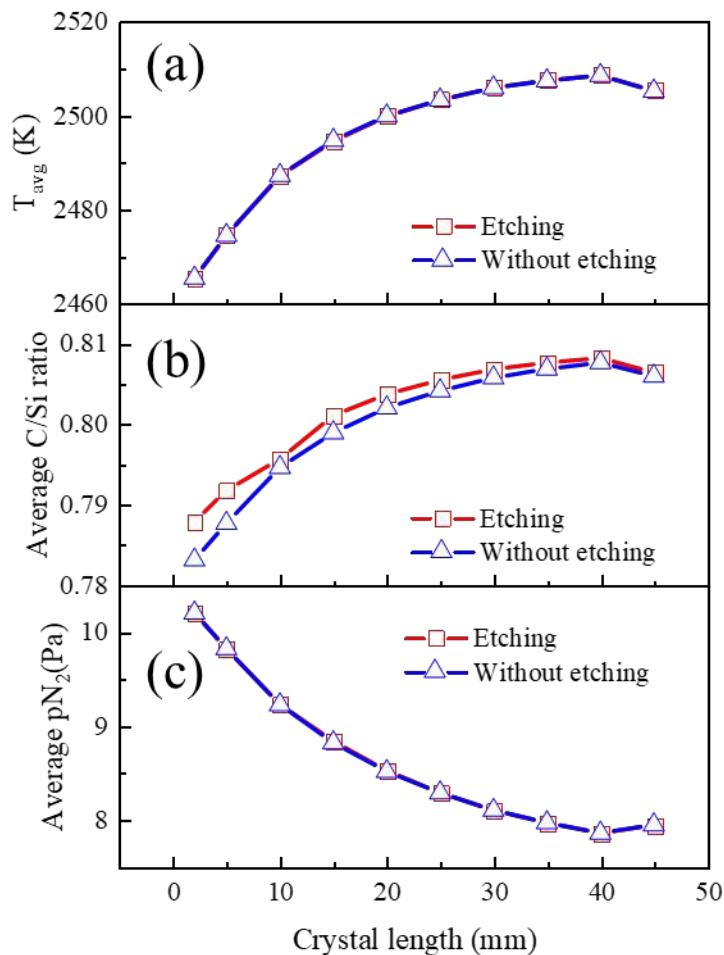 2520
(a)
2500
T_avg (K)
2480
Etching
Without etching
2460
0.81
(b)
0.80
Average C/Si ratio
0.79
Etching
Without etching
0.78
10
Etching
Without etching
(c)
Average pN₂(Pa)
9
8
0 10 20 30 40 50
Crystal length (mm)